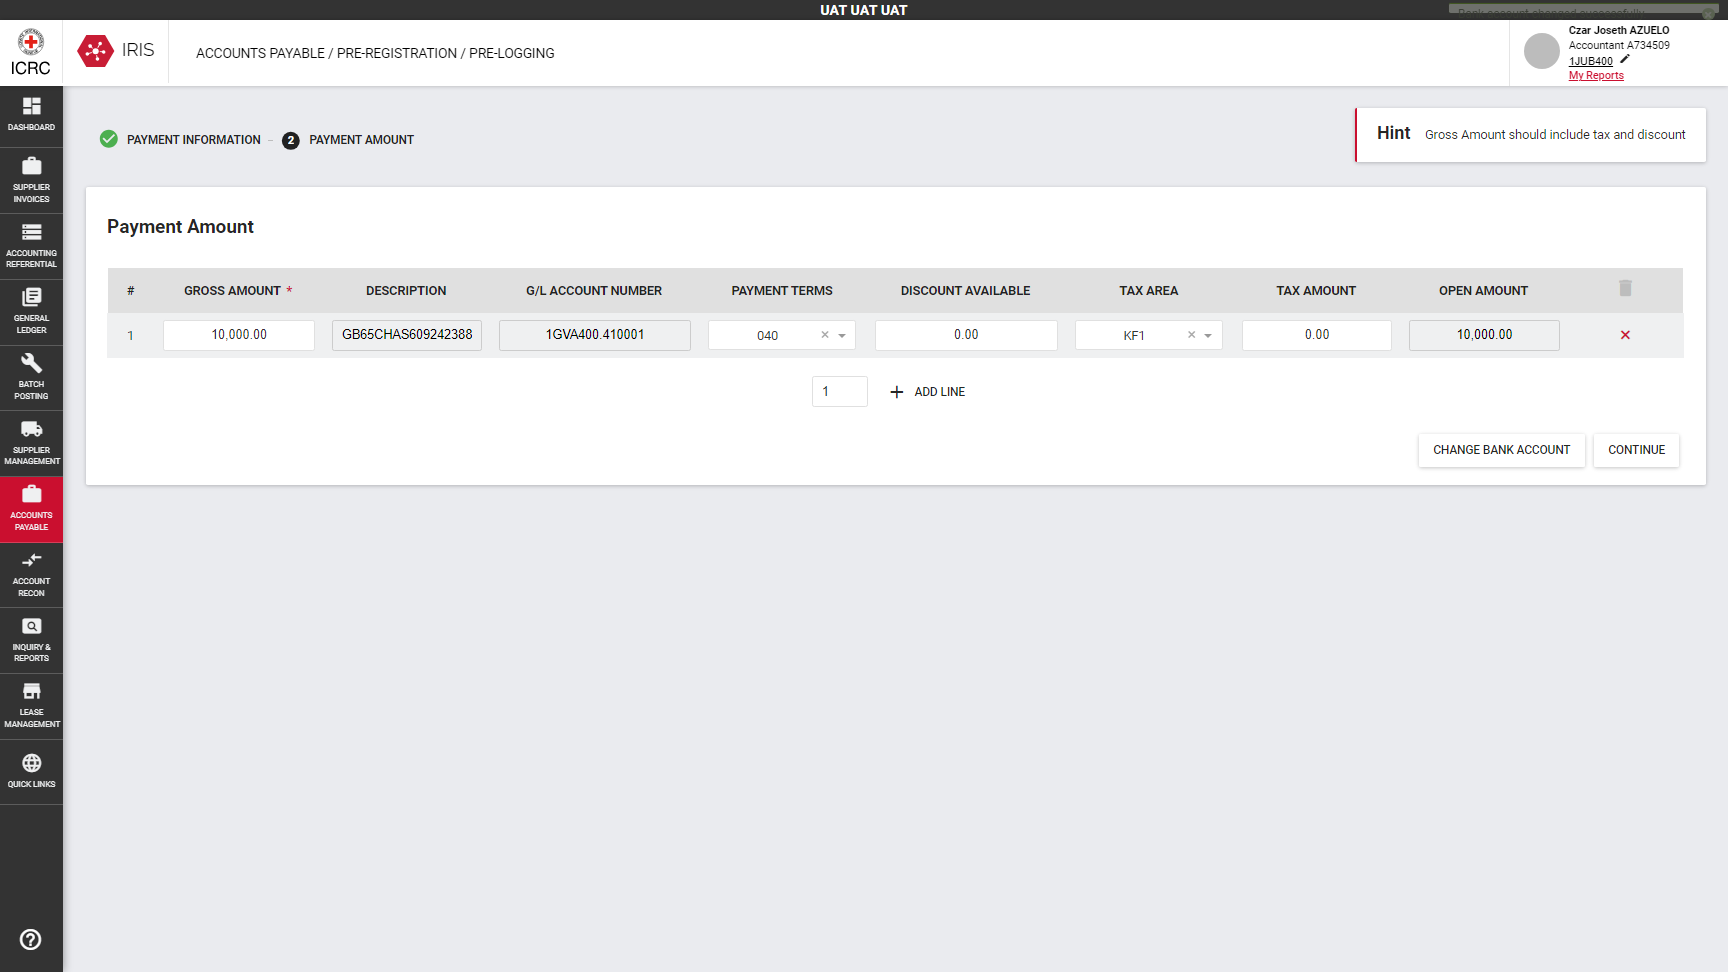 UAT UAT UAT
Bank account changed successfully
ICRC
IRIS
ACCOUNTS PAYABLE / PRE-REGISTRATION / PRE-LOGGING
Czar Joseth AZUELO
Accountant A734509
1JUB400
My Reports
DASHBOARD
SUPPLIER
INVOICES
ACCOUNTING
REFERENTIAL
GENERAL
LEDGER
BATCH
POSTING
SUPPLIER
MANAGEMENT
ACCOUNTS
PAYABLE
ACCOUNT
RECON
INQUIRY &
REPORTS
LEASE
MANAGEMENT
QUICK LINKS
PAYMENT INFORMATION – 2 PAYMENT AMOUNT
Hint Gross Amount should include tax and discount
Payment Amount
# GROSS AMOUNT * DESCRIPTION G/L ACCOUNT NUMBER PAYMENT TERMS DISCOUNT AVAILABLE TAX AREA TAX AMOUNT OPEN AMOUNT
1 10,000.00 GB65CHAS609242388 1GVA400.410001 040 × 0.00 KF1 × 0.00 10,000.00 ×
1 + ADD LINE
CHANGE BANK ACCOUNT CONTINUE